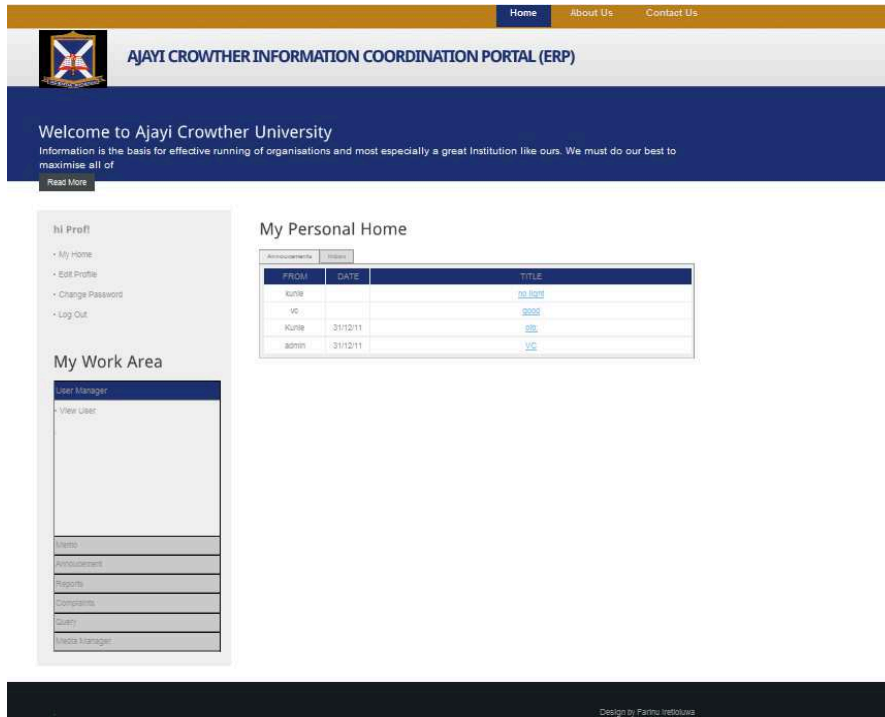 Home About Us Contact Us
AJAYI CROWTHER INFORMATION COORDINATION PORTAL (ERP)
Welcome to Ajayi Crowther University
Information is the basis for effective running of organisations and most especially a great Institution like ours. We must do our best to
maximise all of
Read More
hi Prof!
My Home
Edit Profile
Change Password
Log Out
My Work Area
User Manager
View User
Memo
Annoucement
Reports
Complaints
Query
Media Manager
My Personal Home
Annoucements
FROM DATE TITLE
kunle no light
vc good
Kunle 31/12/11
admin 31/12/11 VC
Design by Farinu Iretioluwa